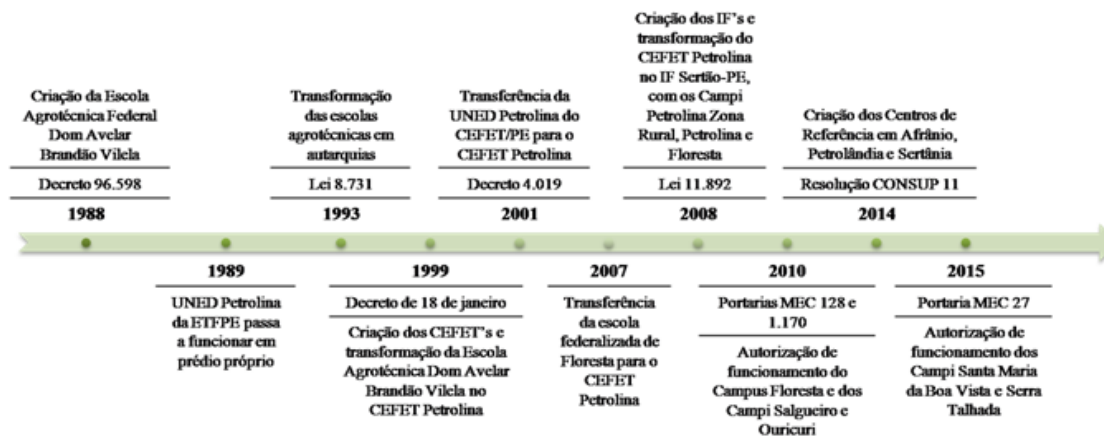 Criação da Escola
Agrotécnica Federal
Dom Avelar
Brandão Vilela
Decreto 96.598
1988
1989
UNED Petrolina
da ETFPE passa
a funcionar em
prédio próprio
Transformação
das escolas
agrotécnicas em
autarquias
Lei 8.731
1993
1999
Decreto de 18 de janeiro
Criação dos CEFET's e
transformação da Escola
Agrotécnica Dom Avelar
Brandão Vilela no
CEFET Petrolina
Transferência da
UNED Petrolina do
CEFET/PE para o
CEFET Petrolina
Decreto 4.019
2001
2007
Transferência
da escola
federalizada de
Floresta para o
CEFET
Petrolina
Criação dos IF's e
transformação do
CEFET Petrolina
no IF Sertão-PE,
com os Campi
Petrolina Zona
Rural, Petrolina e
Floresta
Lei 11.892
2008
2010
Portarias MEC 128 e
1.170
Autorização de
funcionamento do
Campus Floresta e dos
Campi Salgueiro e
Ouricuri
Criação dos Centros de
Referência em Afrânio,
Petrolândia e Sertânia
Resolução CONSUP 11
2014
2015
Portaria MEC 27
Autorização de
funcionamento dos
Campi Santa Maria
da Boa Vista e Serra
Talhada